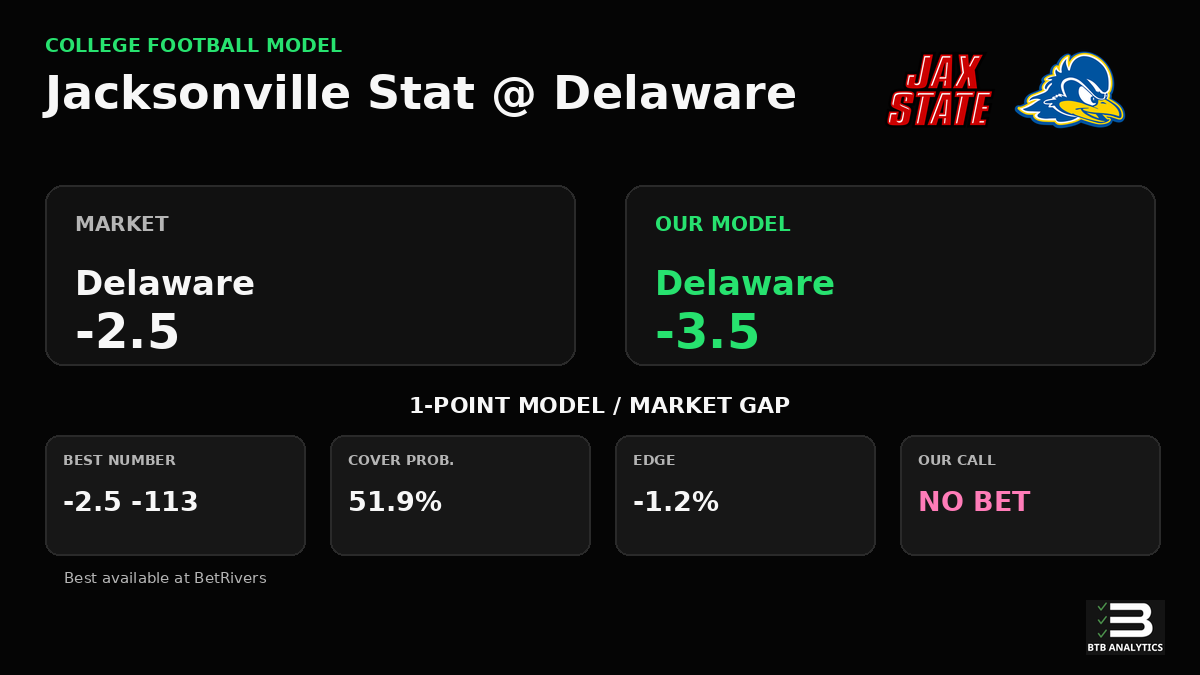 COLLEGE FOOTBALL MODEL
Jacksonville Stat @ Delaware
JAX
STATE
MARKET
Delaware
-2.5
OUR MODEL
Delaware
-3.5
1-POINT MODEL / MARKET GAP
BEST NUMBER
-2.5 -113
COVER PROB.
51.9%
EDGE
-1.2%
OUR CALL
NO BET
Best available at BetRivers
B
BTB ANALYTICS